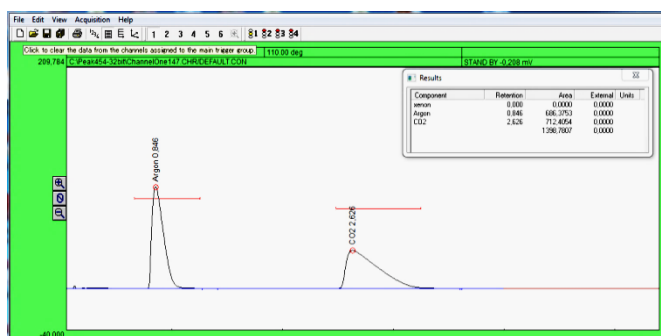 File Edit View Acquisition Help
1 2 3 4 5 6 81 82 83 84
Click to clear the data from the channels assigned to the main trigger group.
110.00 deg
209.784 C:\Peak454-32bit\ChannelOne147.CHR/DEFAULT.CON
STAND BY -0.208 mV
Results
Component Retention Area External Units
xenon 0.000 0.0000 0.0000
Argon 0.846 686.3753 0.0000
CO2 2.626 712.4054 0.0000
1398.7807 0.0000
Argon 0.846
CO2 2.626
-40.000